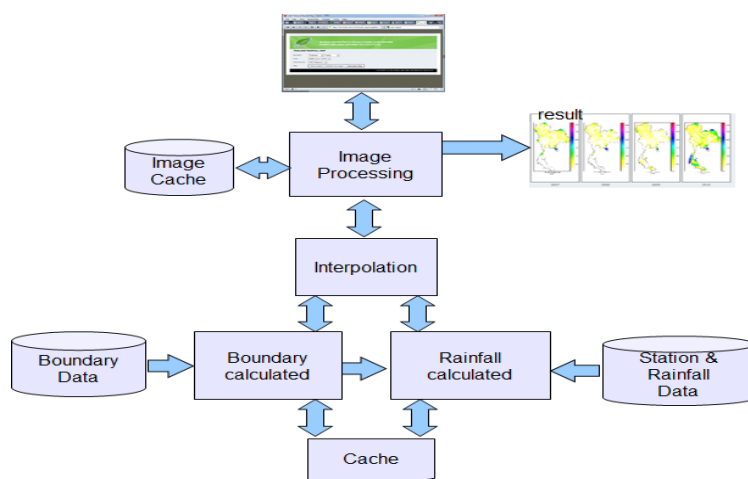 result
Image
Cache
Image
Processing
Interpolation
Boundary
Data
Boundary
calculated
Rainfall
calculated
Station &
Rainfall
Data
Cache